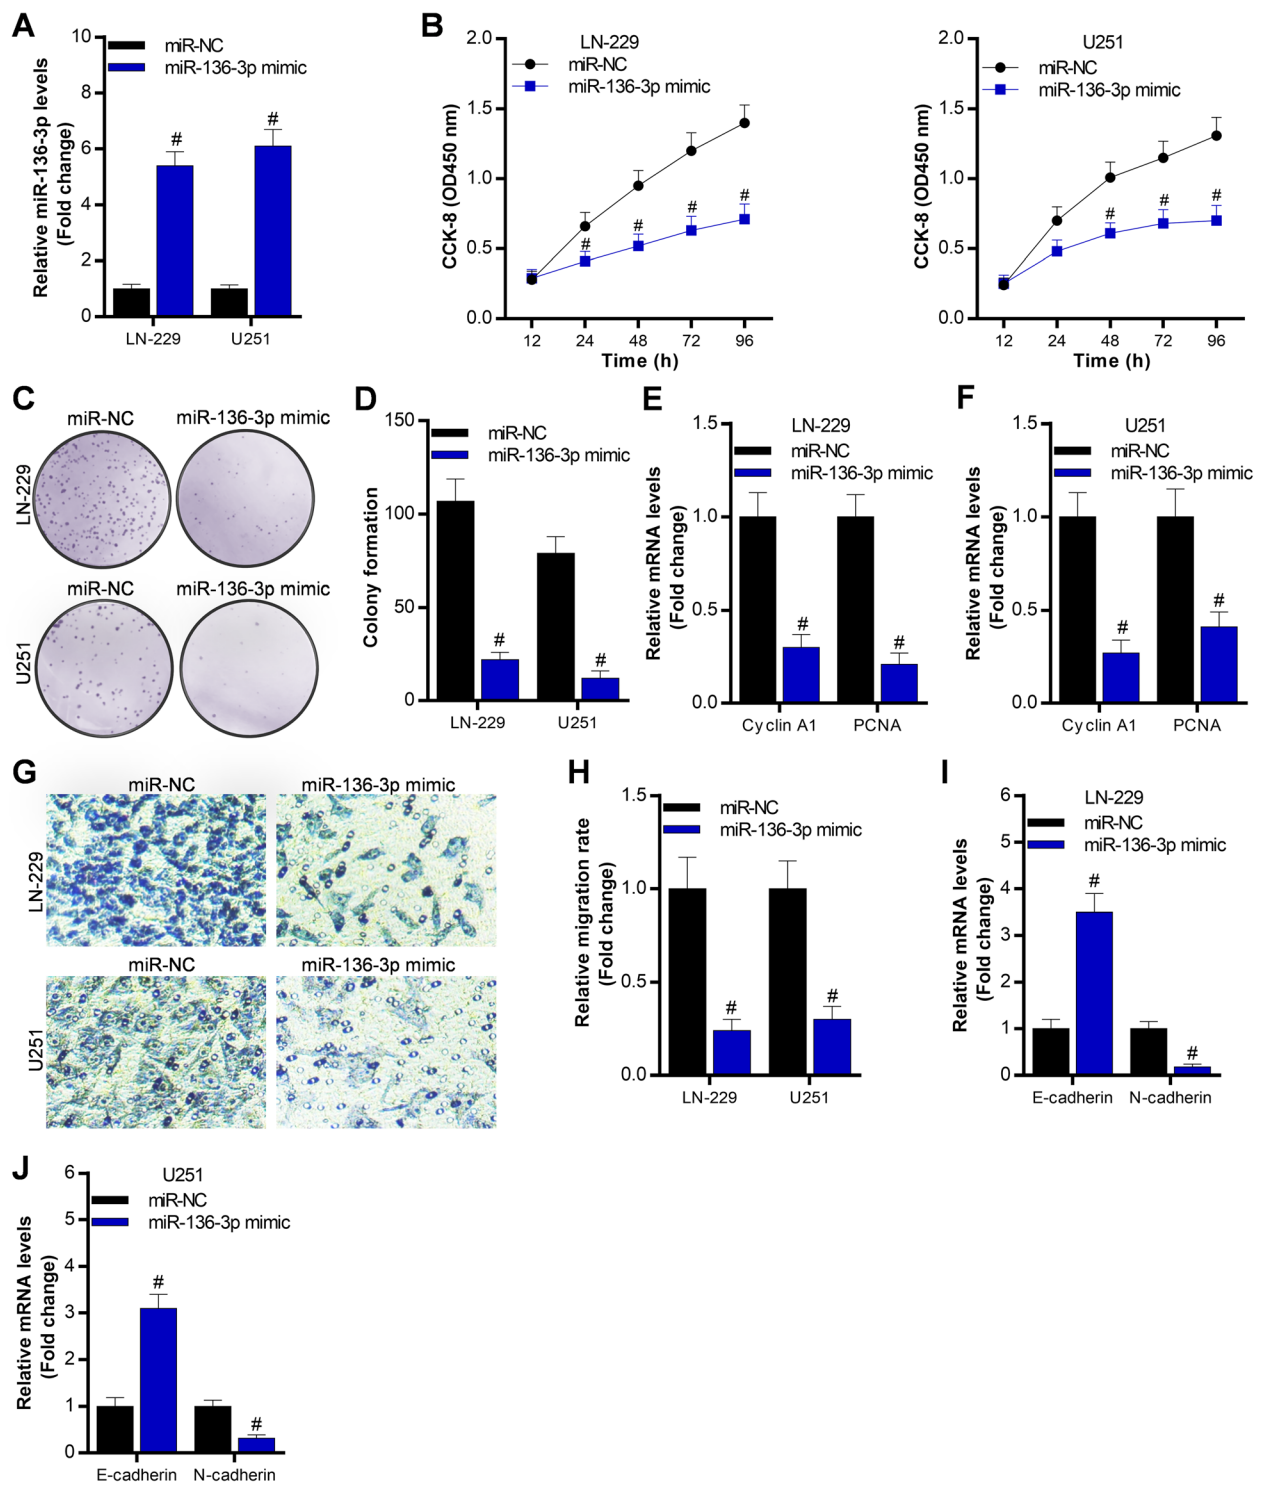 A
Relative miR-136-3p levels
(Fold change)
10
8
6
4
2
0
miR-NC
miR-136-3p mimic
#
#
LN-229
U251
B
CCK-8 (OD450 nm)
2.0
1.5
1.0
0.5
0.0
LN-229
miR-NC
miR-136-3p mimic
#
#
#
#
12
24
48
72
96
Time (h)
CCK-8 (OD450 nm)
2.0
1.5
1.0
0.5
0.0
U251
miR-NC
miR-136-3p mimic
#
#
#
12
24
48
72
96
Time (h)
C
miR-NC
miR-136-3p mimic
LN-229
miR-NC
miR-136-3p mimic
U251
D
Colony formation
150
100
50
0
miR-NC
miR-136-3p mimic
#
#
LN-229
U251
E
Relative mRNA levels
(Fold change)
1.5
1.0
0.5
0.0
LN-229
miR-NC
miR-136-3p mimic
#
#
Cyclin A1
PCNA
F
Relative mRNA levels
(Fold change)
1.5
1.0
0.5
0.0
U251
miR-NC
miR-136-3p mimic
#
#
Cyclin A1
PCNA
G
miR-NC
miR-136-3p mimic
LN-229
miR-NC
miR-136-3p mimic
U251
H
Relative migration rate
(Fold change)
1.5
1.0
0.5
0.0
miR-NC
miR-136-3p mimic
#
#
LN-229
U251
I
Relative mRNA levels
(Fold change)
6
5
4
3
2
1
0
LN-229
miR-NC
miR-136-3p mimic
#
#
E-cadherin
N-cadherin
J
Relative mRNA levels
(Fold change)
6
5
4
3
2
1
0
U251
miR-NC
miR-136-3p mimic
#
#
E-cadherin
N-cadherin